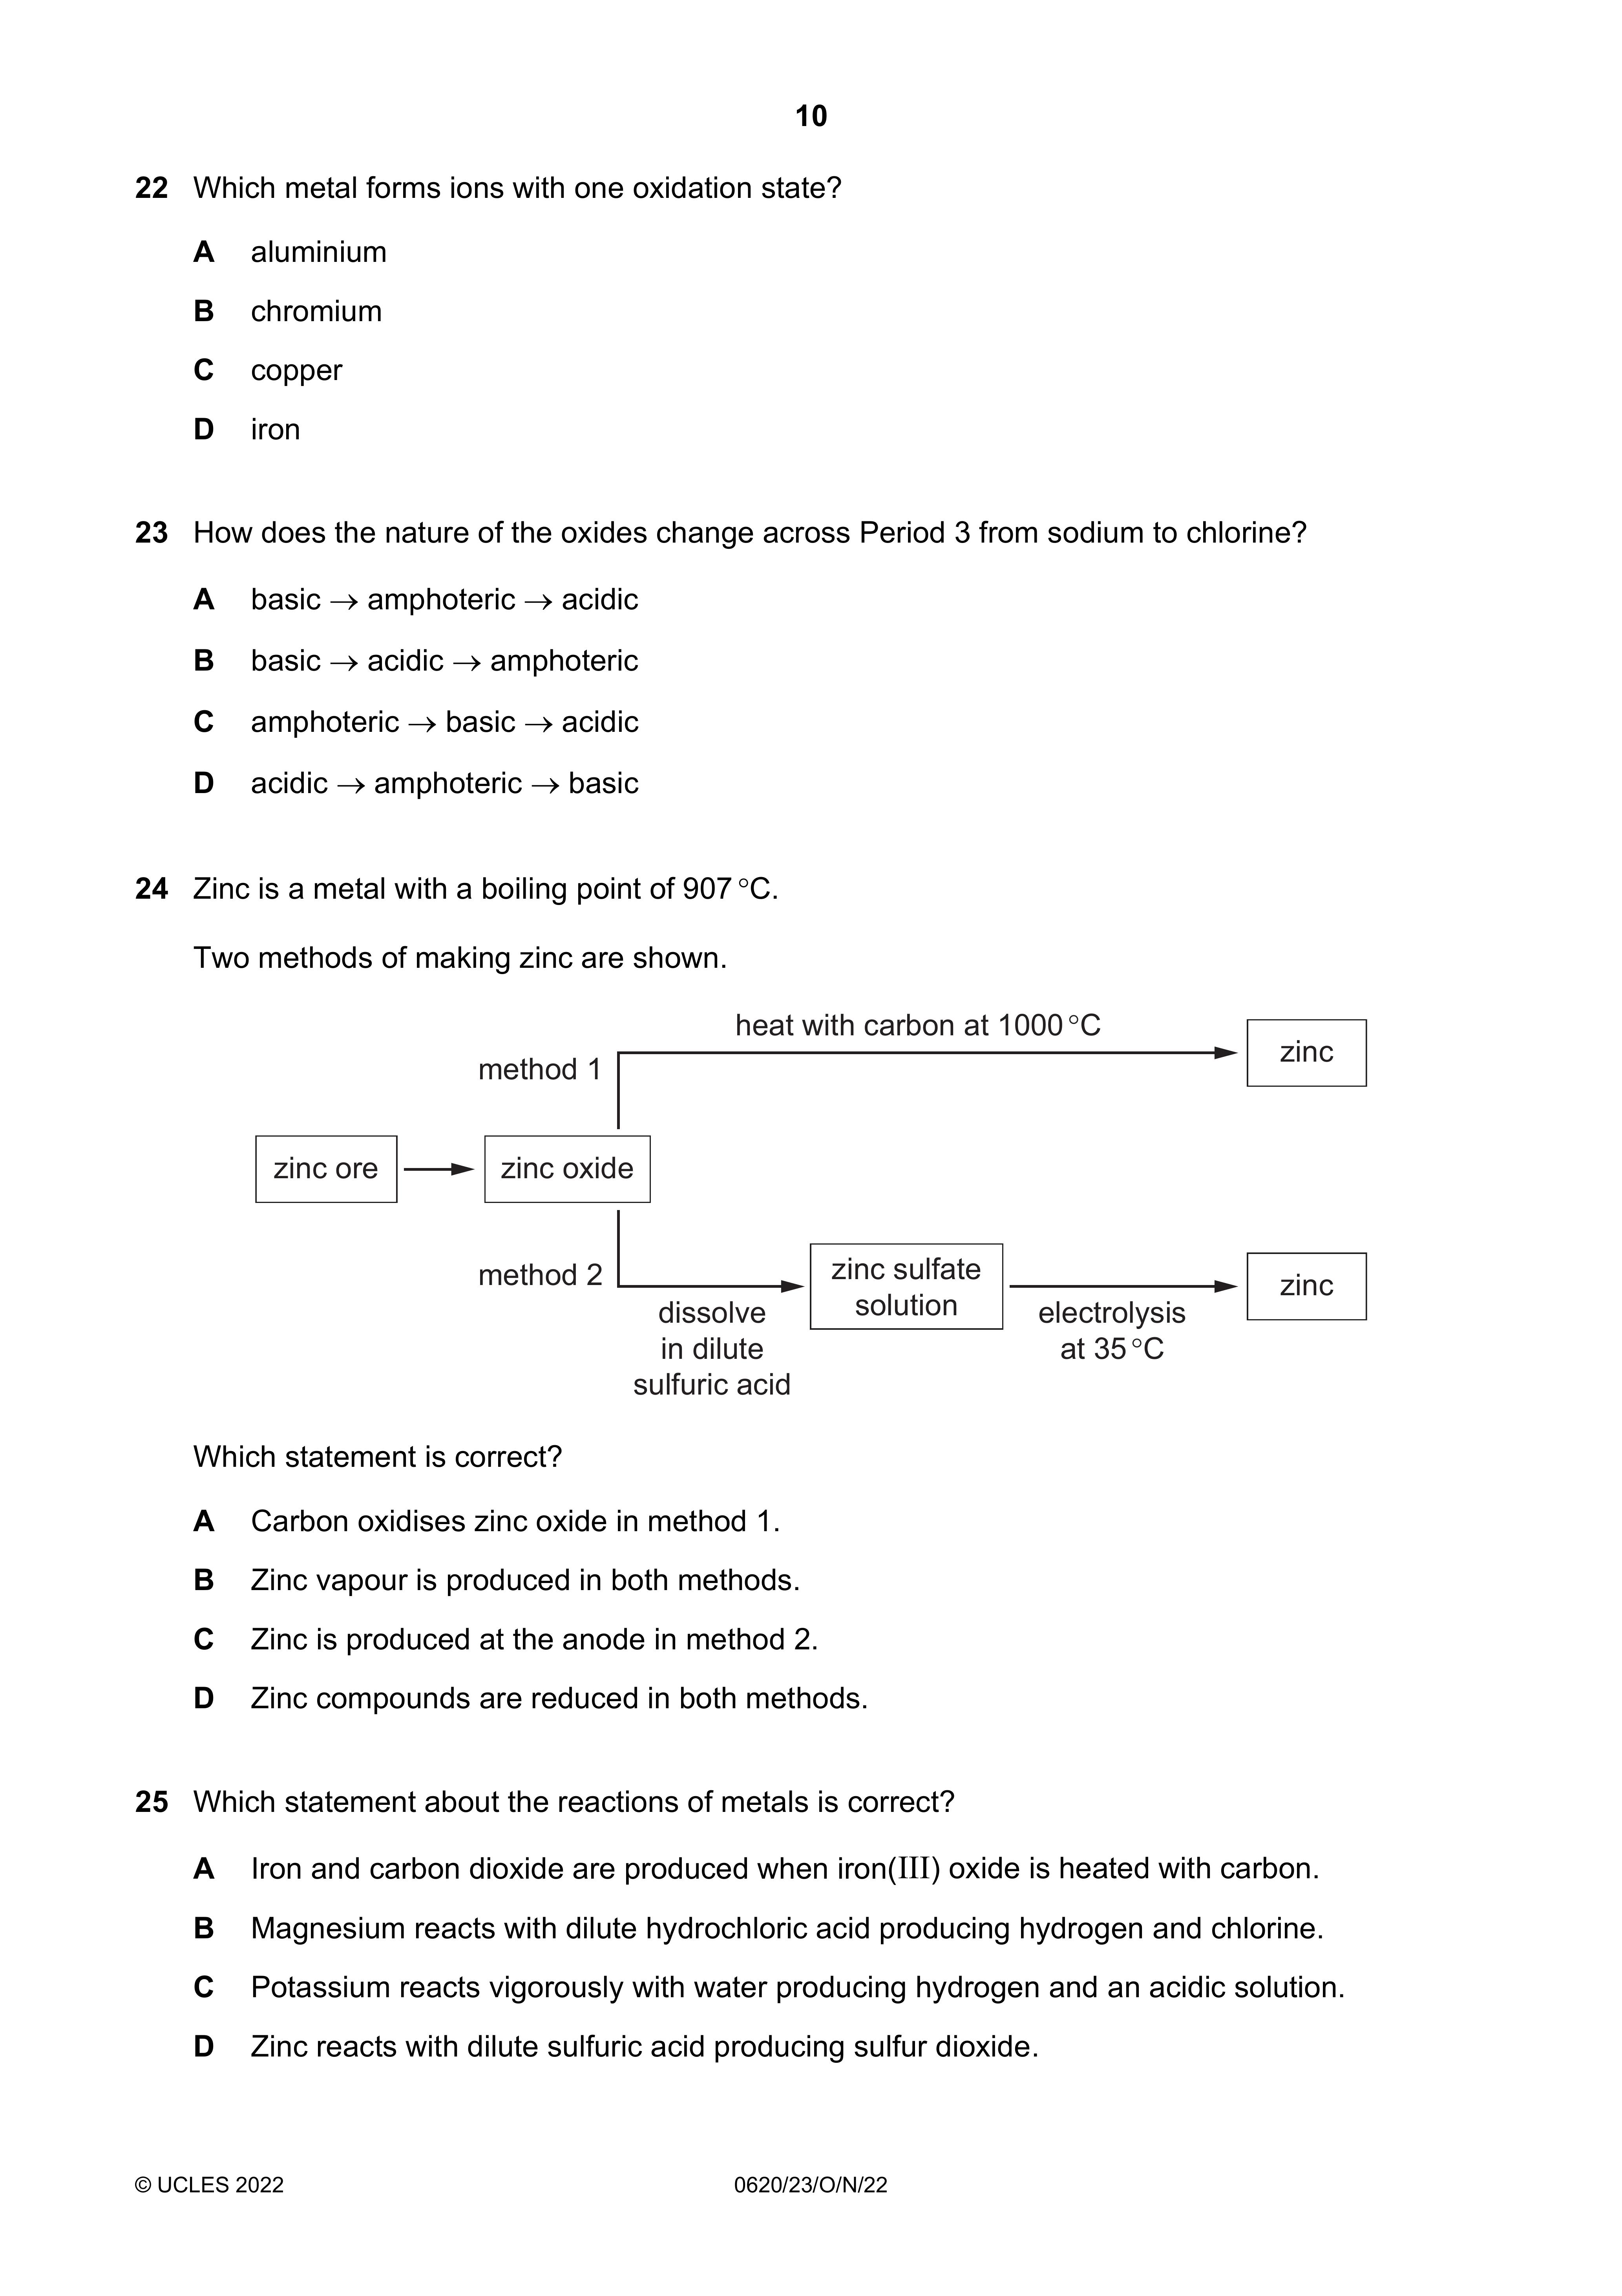 10
22 Which metal forms ions with one oxidation state?
A aluminium
B chromium
C copper
D iron
23 How does the nature of the oxides change across Period 3 from sodium to chlorine?
A basic → amphoteric → acidic
B basic → acidic → amphoteric
C amphoteric → basic → acidic
D acidic → amphoteric → basic
24 Zinc is a metal with a boiling point of 907 °C.
Two methods of making zinc are shown.
heat with carbon at 1000 °C
zinc
method 1
zinc ore
zinc oxide
method 2
zinc sulfate
solution
zinc
dissolve
in dilute
sulfuric acid
electrolysis
at 35 °C
Which statement is correct?
A Carbon oxidises zinc oxide in method 1.
B Zinc vapour is produced in both methods.
C Zinc is produced at the anode in method 2.
D Zinc compounds are reduced in both methods.
25 Which statement about the reactions of metals is correct?
A Iron and carbon dioxide are produced when iron(III) oxide is heated with carbon.
B Magnesium reacts with dilute hydrochloric acid producing hydrogen and chlorine.
C Potassium reacts vigorously with water producing hydrogen and an acidic solution.
D Zinc reacts with dilute sulfuric acid producing sulfur dioxide.
© UCLES 2022
0620/23/O/N/22